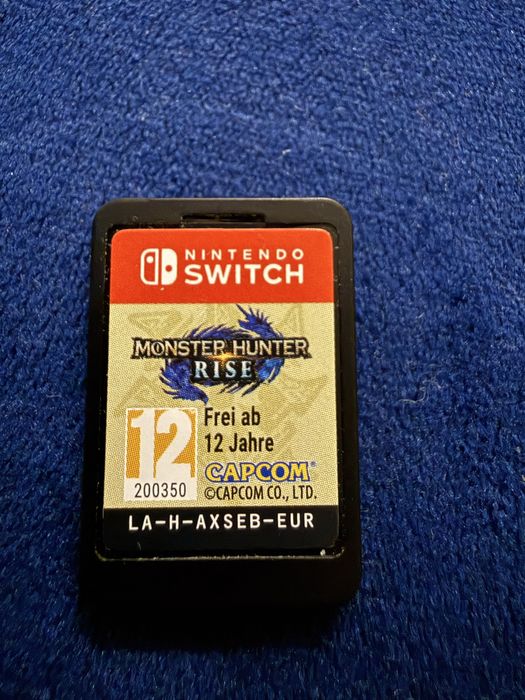 NINTENDO
SWITCH
MONSTER HUNTER
RISE
12
200350
Frei ab
12 Jahre
CAPCOM®
©CAPCOM CO., LTD.
LA-H-AXSEB-EUR